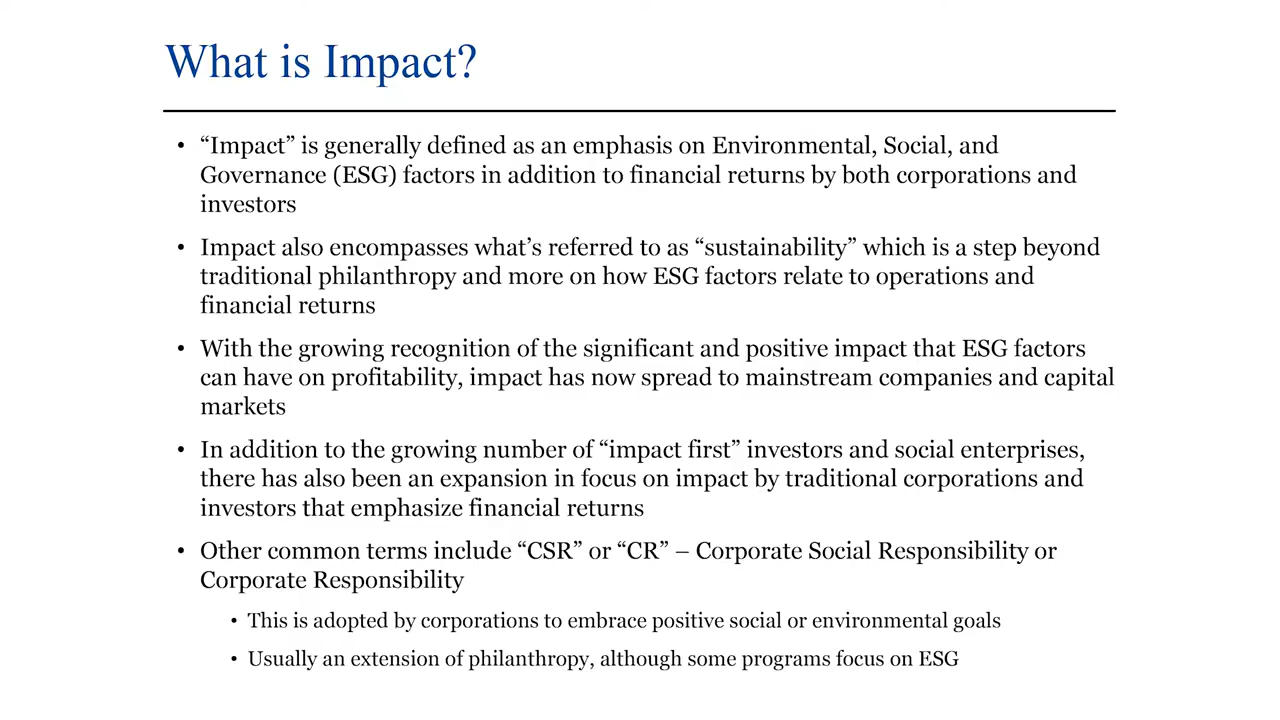 What is Impact?
• “Impact” is generally defined as an emphasis on Environmental, Social, and
Governance (ESG) factors in addition to financial returns by both corporations and
investors
• Impact also encompasses what’s referred to as “sustainability” which is a step beyond
traditional philanthropy and more on how ESG factors relate to operations and
financial returns
• With the growing recognition of the significant and positive impact that ESG factors
can have on profitability, impact has now spread to mainstream companies and capital
markets
• In addition to the growing number of “impact first” investors and social enterprises,
there has also been an expansion in focus on impact by traditional corporations and
investors that emphasize financial returns
• Other common terms include “CSR” or “CR” – Corporate Social Responsibility or
Corporate Responsibility
• This is adopted by corporations to embrace positive social or environmental goals
• Usually an extension of philanthropy, although some programs focus on ESG